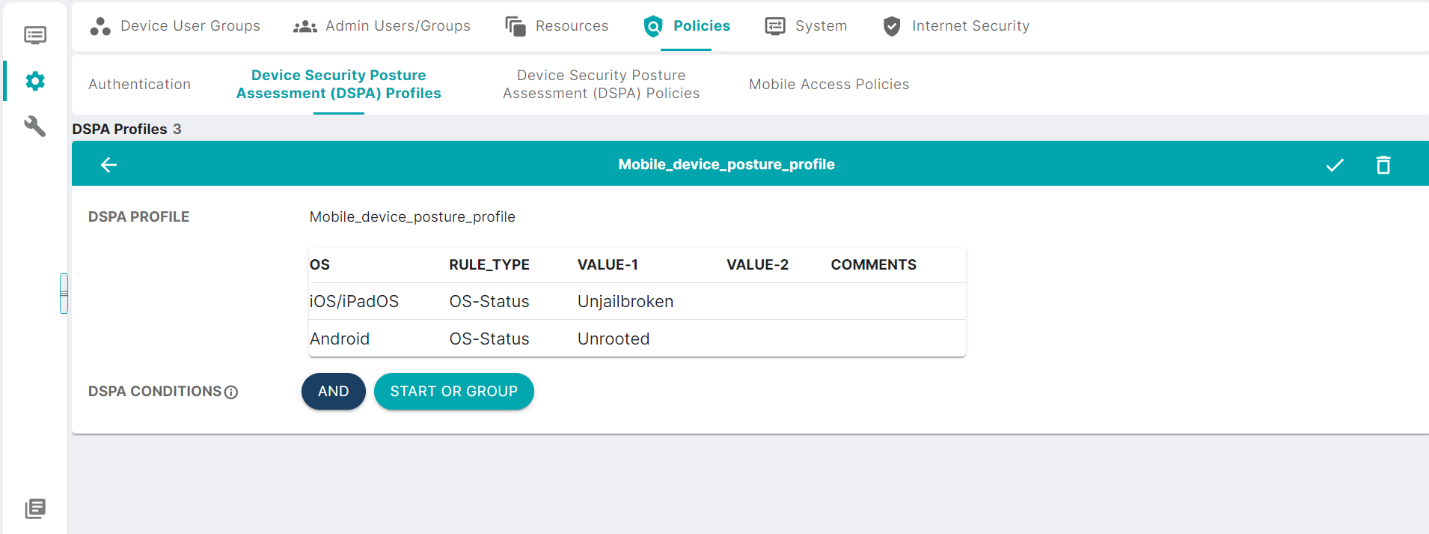 Device User Groups Admin Users/Groups Resources Policies System Internet Security
Authentication
Device Security Posture
Assessment (DSPA) Profiles
Device Security Posture
Assessment (DSPA) Policies
Mobile Access Policies
DSPA Profiles 3
Mobile_device_posture_profile
DSPA PROFILE Mobile_device_posture_profile
OS RULE_TYPE VALUE-1 VALUE-2 COMMENTS
iOS/iPadOS OS-Status Unjailbroken
Android OS-Status Unrooted
DSPA CONDITIONS AND START OR GROUP